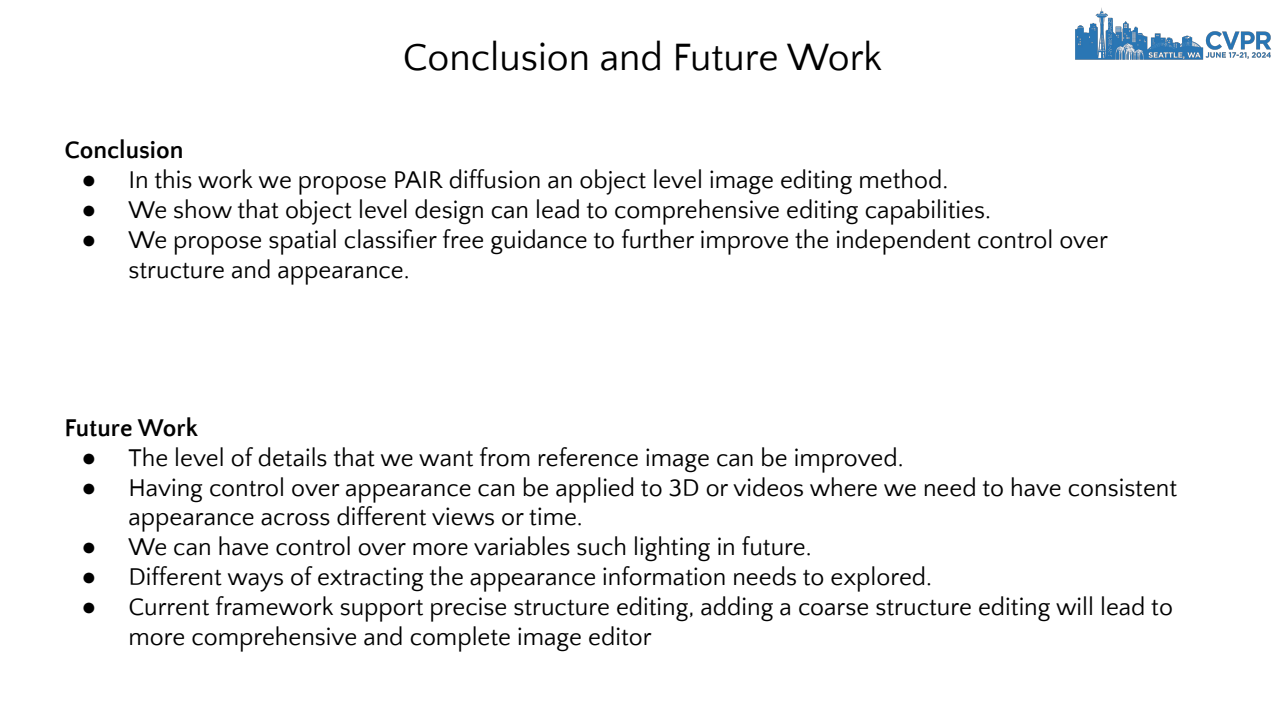 Conclusion and Future Work
CVPR
SEATTLE, WA JUNE 17-21, 2024
Conclusion
● In this work we propose PAIR diffusion an object level image editing method.
● We show that object level design can lead to comprehensive editing capabilities.
● We propose spatial classifier free guidance to further improve the independent control over
structure and appearance.
Future Work
● The level of details that we want from reference image can be improved.
● Having control over appearance can be applied to 3D or videos where we need to have consistent
appearance across different views or time.
● We can have control over more variables such lighting in future.
● Different ways of extracting the appearance information needs to explored.
● Current framework support precise structure editing, adding a coarse structure editing will lead to
more comprehensive and complete image editor